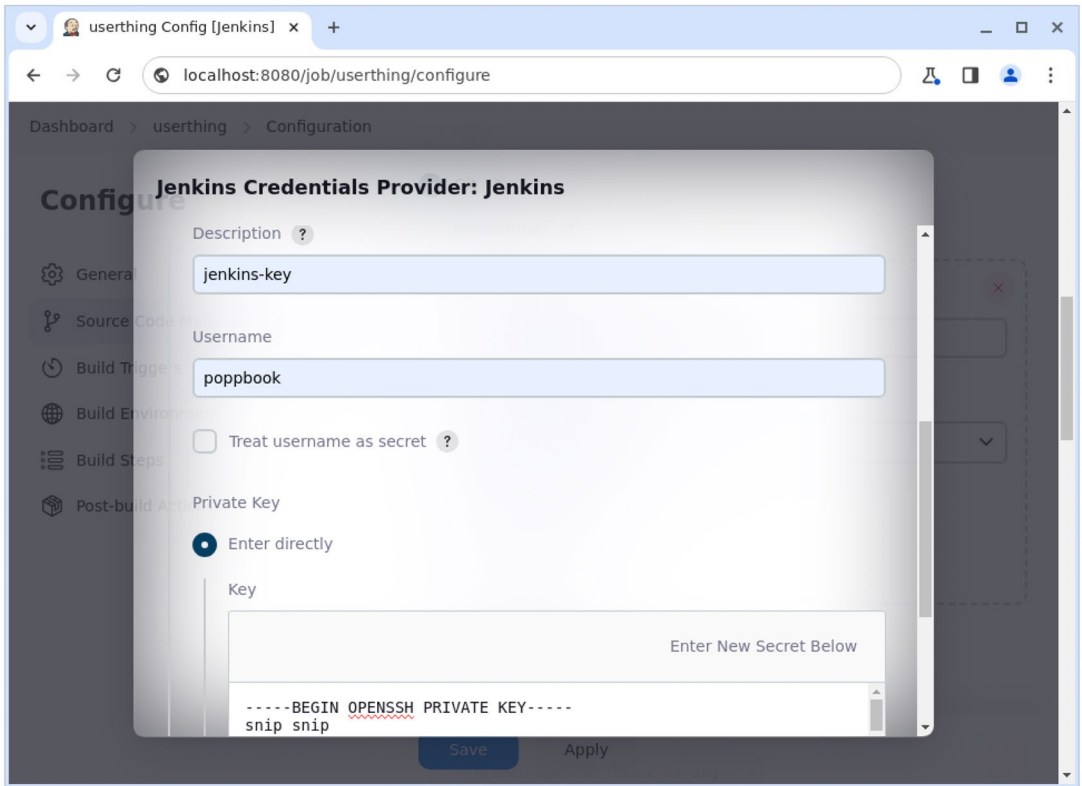 userthing Config [Jenkins]
localhost:8080/job/userthing/configure
Dashboard > userthing > Configuration
Configure
Jenkins Credentials Provider: Jenkins
General
Source Code
Build Triggers
Build Environment
Build Steps
Post-build
Description ?
jenkins-key
Username
poppbook
Treat username as secret ?
Private Key
Enter directly
Key
Enter New Secret Below
-----BEGIN OPENSSH PRIVATE KEY-----
snip snip
Save
Apply